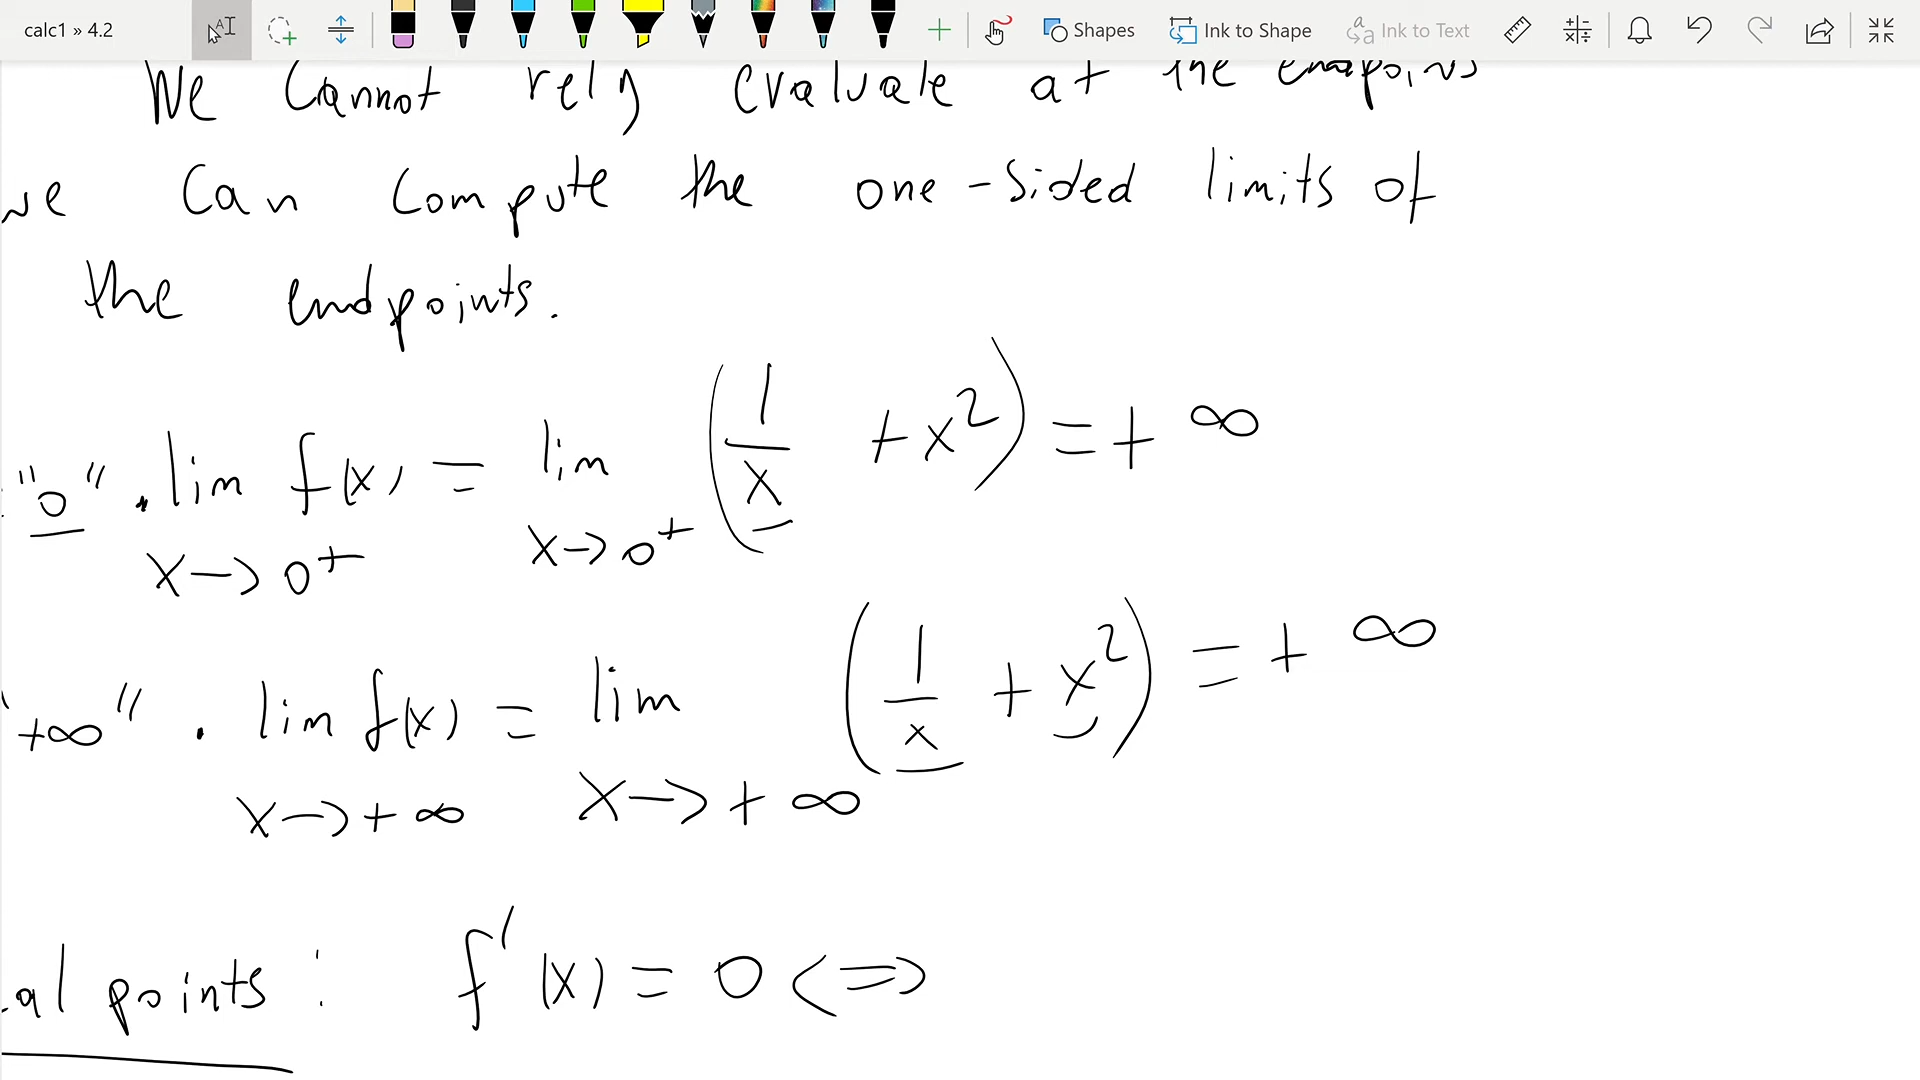 calc1 » 4.2 Shapes Ink to Shape Ink to Text
We cannot rely evaluate at the endpoints
we can compute the one-sided limits of
the endpoints.
"0" . lim f(x) = lim (1/x + x²) = + ∞
x -> 0⁺ x -> 0⁺
"+∞" . lim f(x) = lim (1/x + x²) = + ∞
x -> + ∞ x -> + ∞
al points : f'(x) = 0 <=>